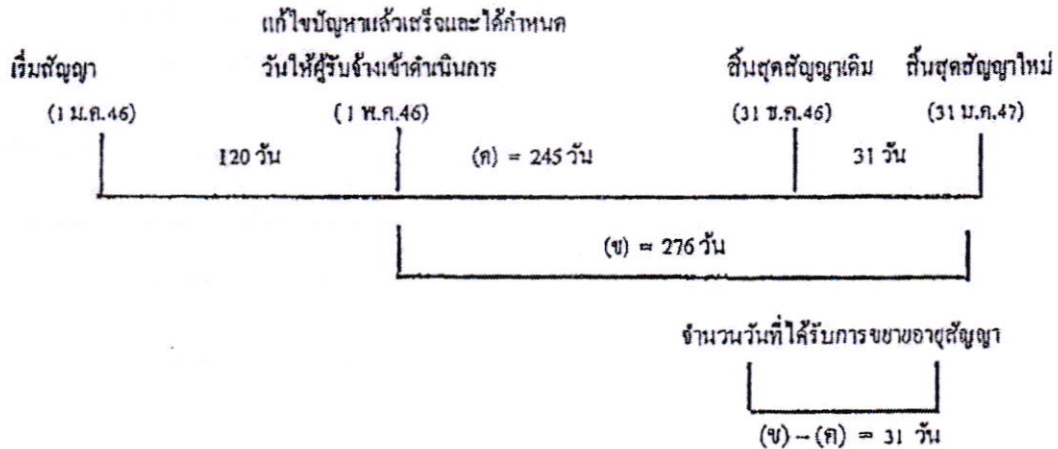 แก้ไขปัญหาแล้วเสร็จและได้กำหนด
เริ่มสัญญา วันให้ผู้รับจ้างเข้าดำเนินการ สิ้นสุดสัญญาเดิม สิ้นสุดสัญญาใหม่
(1 ม.ค.46) (1 พ.ค.46) (31 ธ.ค.46) (31 ม.ค.47)
120 วัน (ค) = 245 วัน 31 วัน
(ข) = 276 วัน
จำนวนวันที่ได้รับการขยายอายุสัญญา
(ข) – (ค) = 31 วัน